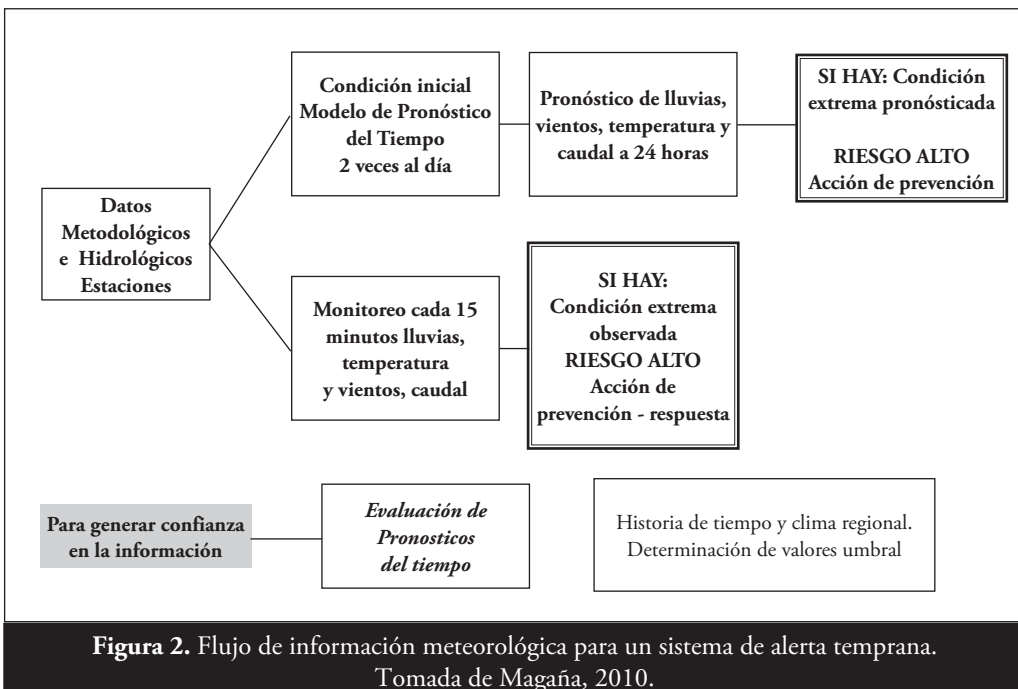 Condición inicial
Modelo de Pronóstico
del Tiempo
2 veces al día
Pronóstico de lluvias,
vientos, temperatura y
caudal a 24 horas
SI HAY: Condición
extrema pronósticada
RIESGO ALTO
Acción de prevención
Datos
Metodológicos
e Hidrológicos
Estaciones
Monitoreo cada 15
minutos lluvias,
temperatura
y vientos, caudal
SI HAY:
Condición extrema
observada
RIESGO ALTO
Acción de
prevención - respuesta
Para generar confianza
en la información
Evaluación de
Pronosticos
del tiempo
Historia de tiempo y clima regional.
Determinación de valores umbral
Figura 2. Flujo de información meteorológica para un sistema de alerta temprana.
Tomada de Magaña, 2010.